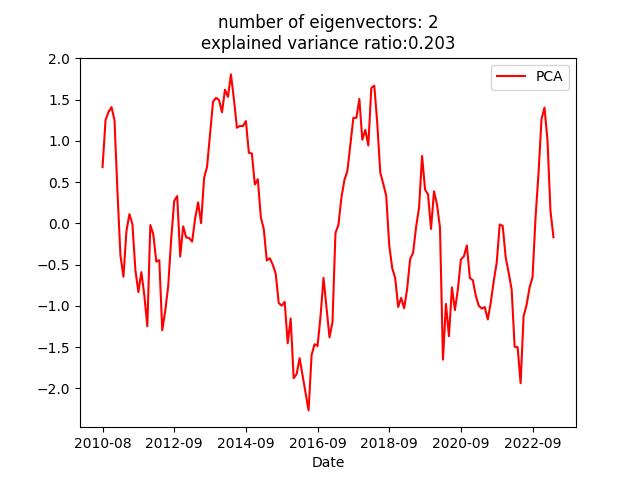 number of eigenvectors: 2
explained variance ratio:0.203
PCA
2.0
1.5
1.0
0.5
0.0
−0.5
−1.0
−1.5
−2.0
2010-08 2012-09 2014-09 2016-09 2018-09 2020-09 2022-09
Date